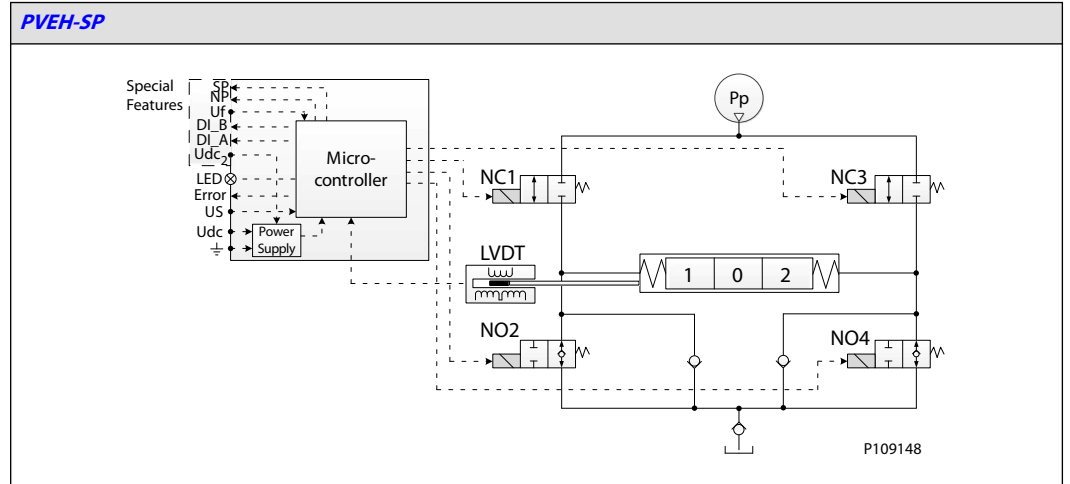 PVEH-SP
Special
Features
SP
NP
Uf
DI_B
DI_A
Udc2
LED
Error
US
Udc
Micro-
controller
Power
Supply
Pp
NC1
NC3
LVDT
1 0 2
NO2
NO4
P109148